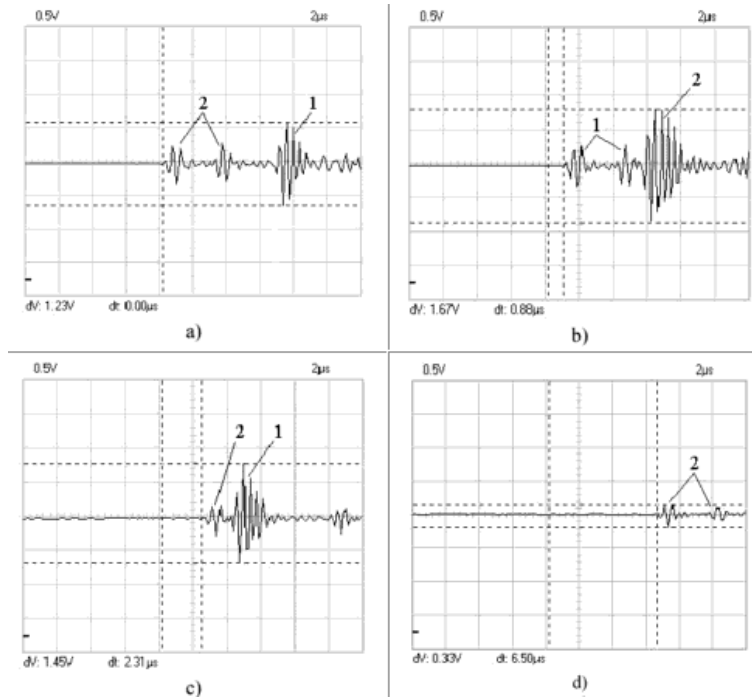 0.5V 2µs
2 1
dV: 1.23V dt: 0.00µs
a)
0.5V 2µs
1 2
dV: 1.67V dt: 0.88µs
b)
0.5V 2µs
2 1
dV: 1.45V dt: 2.31µs
c)
0.5V 2µs
2
dV: 0.33V dt: 6.50µs
d)